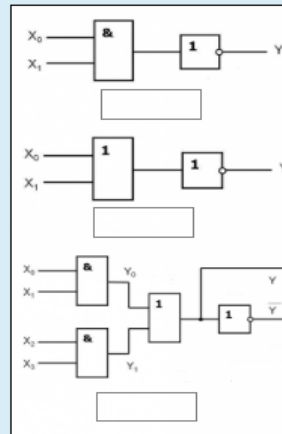 X₀ & 1 Y
X₁
X₀ 1 1 Y
X₁
X₀ & Y₀
X₁ 1 Y
X₂ & 1 Y̅
X₃ Y₁